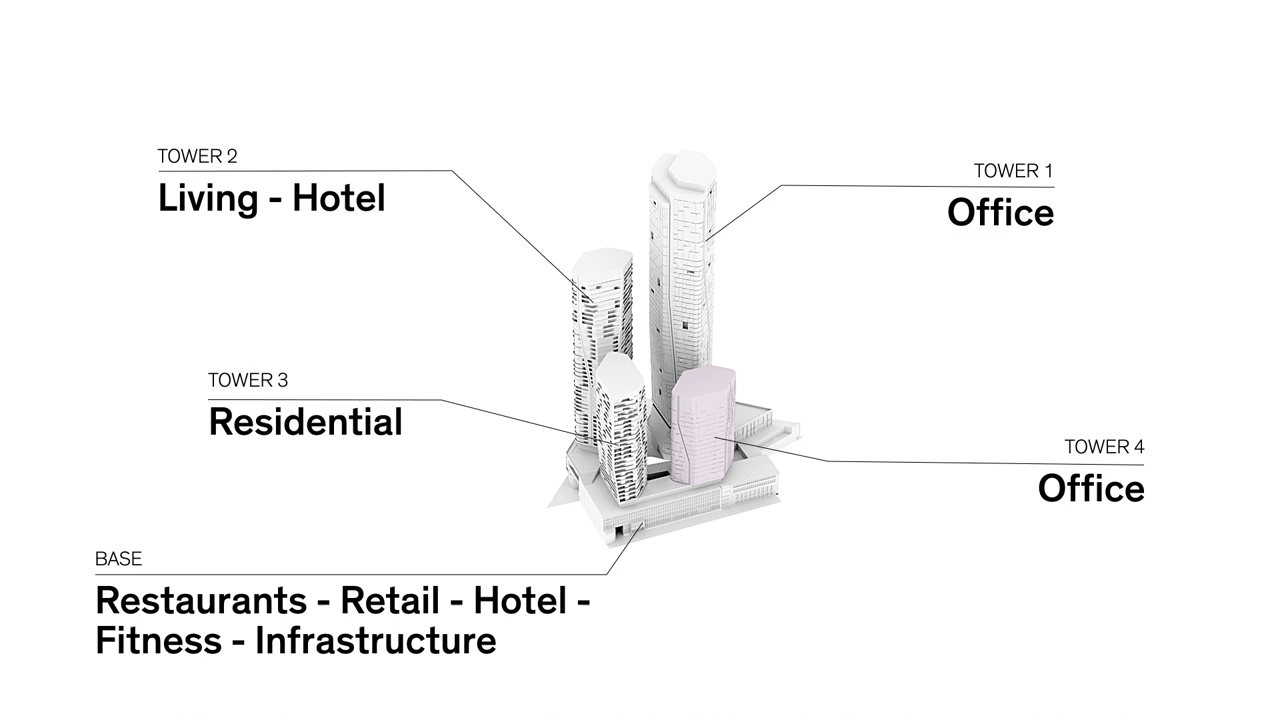 TOWER 2
Living - Hotel
TOWER 1
Office
TOWER 3
Residential
TOWER 4
Office
BASE
Restaurants - Retail - Hotel -
Fitness - Infrastructure